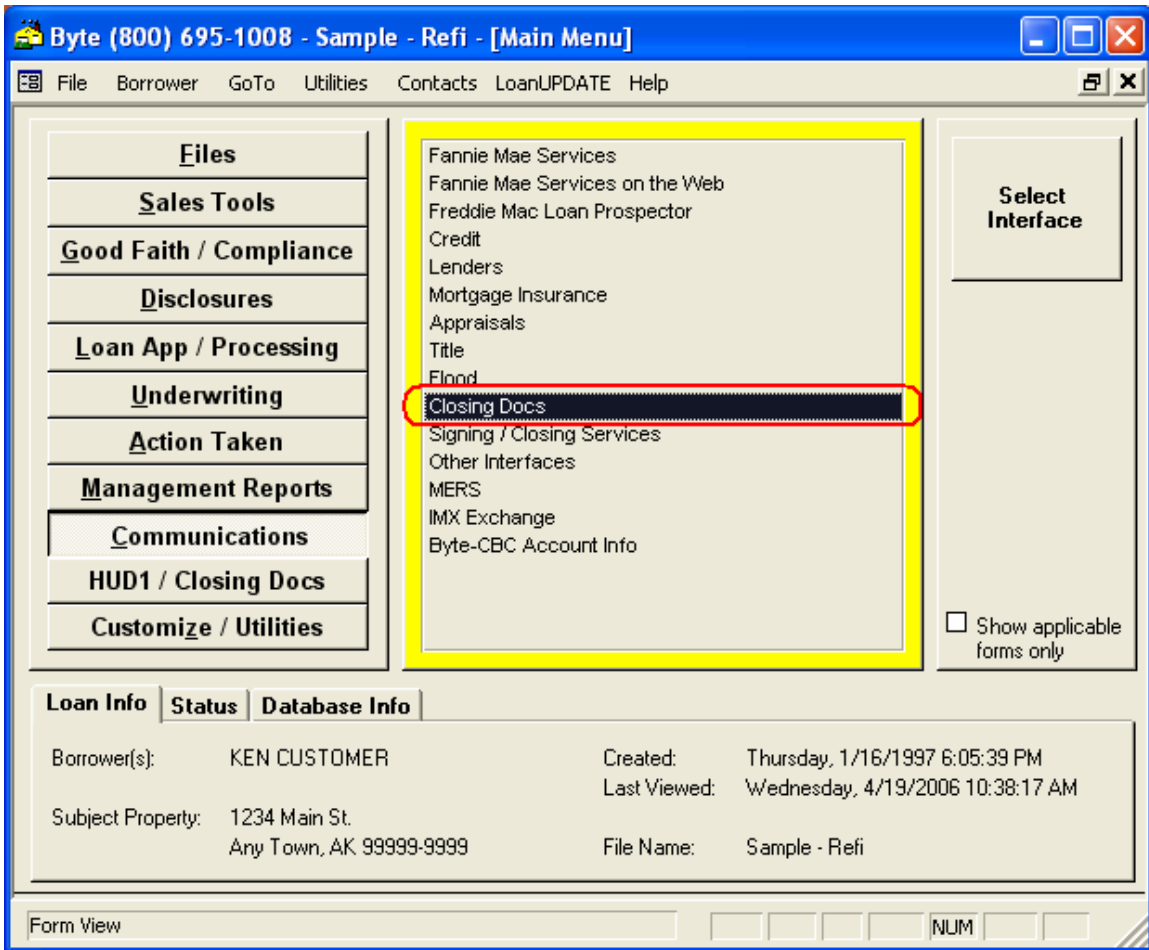 Byte (800) 695-1008 - Sample - Refi - [Main Menu]
File Borrower GoTo Utilities Contacts LoanUPDATE Help
Files
Sales Tools
Good Faith / Compliance
Disclosures
Loan App / Processing
Underwriting
Action Taken
Management Reports
Communications
HUD1 / Closing Docs
Customize / Utilities
Fannie Mae Services
Fannie Mae Services on the Web
Freddie Mac Loan Prospector
Credit
Lenders
Mortgage Insurance
Appraisals
Title
Flood
Closing Docs
Signing / Closing Services
Other Interfaces
MERS
IMX Exchange
Byte-CBC Account Info
Select
Interface
Show applicable
forms only
Loan Info Status Database Info
Borrower(s): KEN CUSTOMER Created: Thursday, 1/16/1997 6:05:39 PM
Last Viewed: Wednesday, 4/19/2006 10:38:17 AM
Subject Property: 1234 Main St.
Any Town, AK 99999-9999 File Name: Sample - Refi
Form View NUM